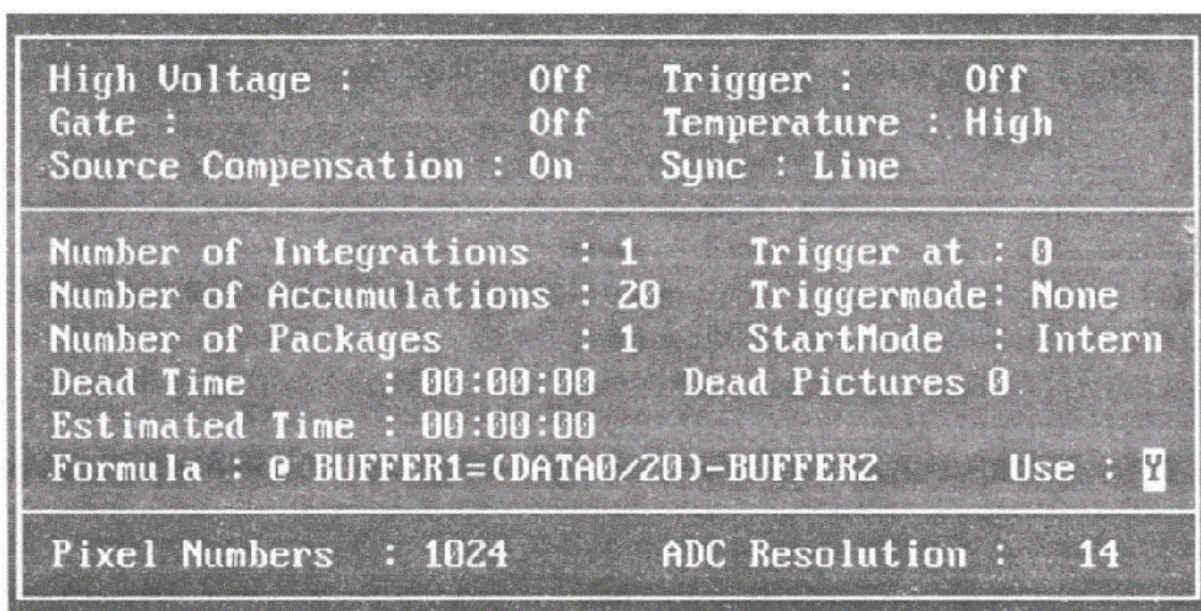 High Voltage : Off Trigger : Off
Gate : Off Temperature : High
Source Compensation : On Sync : Line
Number of Integrations : 1 Trigger at : 0
Number of Accumulations : 20 Triggermode: None
Number of Packages : 1 StartMode : Intern
Dead Time : 00:00:00 Dead Pictures 0
Estimated Time : 00:00:00
Formula : @ BUFFER1=(DATA0/20)-BUFFER2 Use : Y
Pixel Numbers : 1024 ADC Resolution : 14